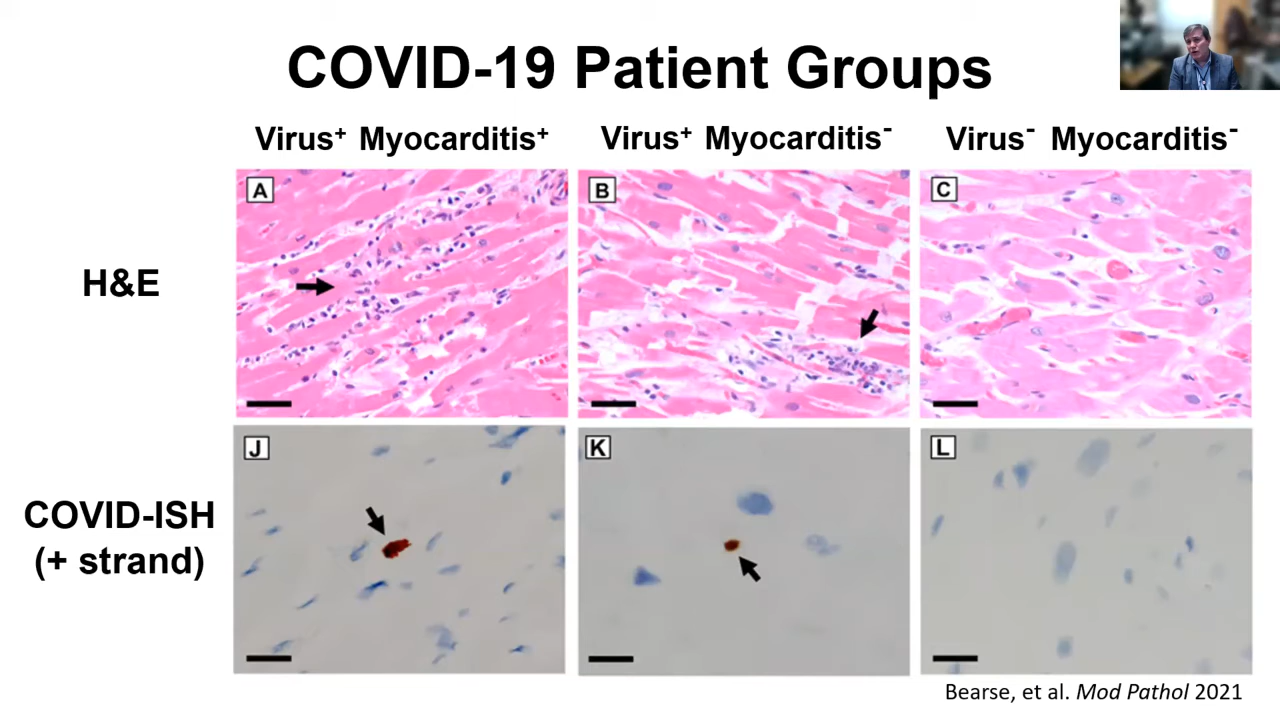 COVID-19 Patient Groups
Virus⁺ Myocarditis⁺
Virus⁺ Myocarditis⁻
Virus⁻ Myocarditis⁻
H&E
A
B
C
COVID-ISH
(+ strand)
J
K
L
Bearse, et al. Mod Pathol 2021